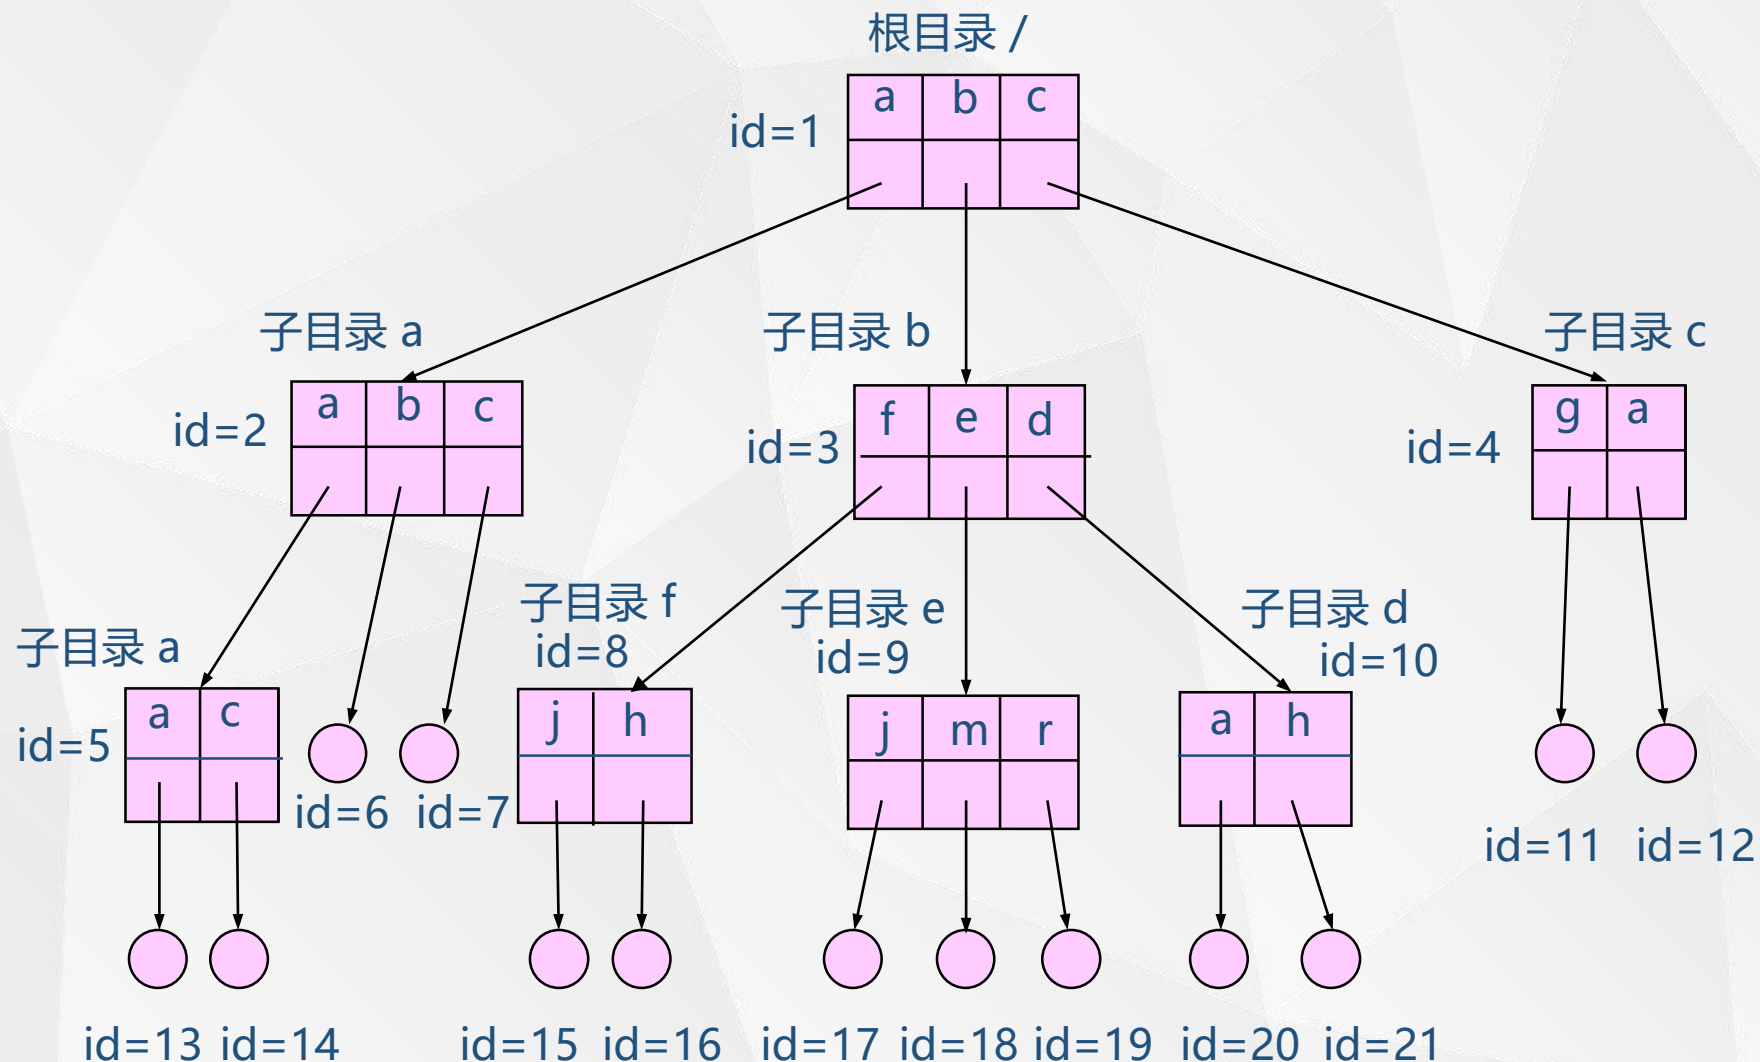 根目录 /
a b c
id=1
子目录 a
子目录 b
子目录 c
a b c
id=2
f e d
id=3
g a
id=4
子目录 a
子目录 f
id=8
子目录 e
id=9
子目录 d
id=10
a c
id=5
id=6
id=7
j h
j m r
a h
id=11
id=12
id=13
id=14
id=15
id=16
id=17
id=18
id=19
id=20
id=21